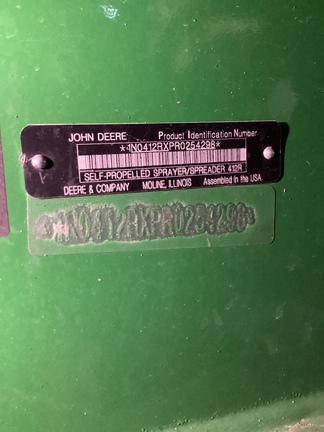 JOHN DEERE Product Identification Number
*1N0412RXPR0254298*
SELF-PROPELLED SPRAYER/SPREADER 412R
DEERE & COMPANY MOLINE, ILLINOIS Assembled in the USA
*1N0412RXPR0254298*